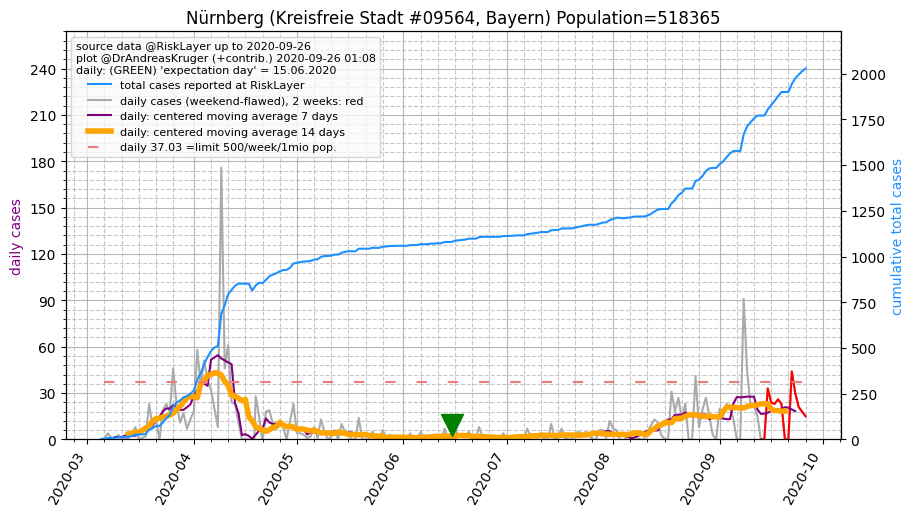 Nürnberg (Kreisfreie Stadt #09564, Bayern) Population=518365
source data @RiskLayer up to 2020-09-26
plot @DrAndreasKruger (+contrib.) 2020-09-26 01:08
daily: (GREEN) 'expectation day' = 15.06.2020
total cases reported at RiskLayer
daily cases (weekend-flawed), 2 weeks: red
daily: centered moving average 7 days
daily: centered moving average 14 days
daily 37.03 =limit 500/week/1mio pop.
daily cases
240
210
180
150
120
90
60
30
0
cumulative total cases
2000
1750
1500
1250
1000
750
500
250
0
2020-03
2020-04
2020-05
2020-06
2020-07
2020-08
2020-09
2020-10